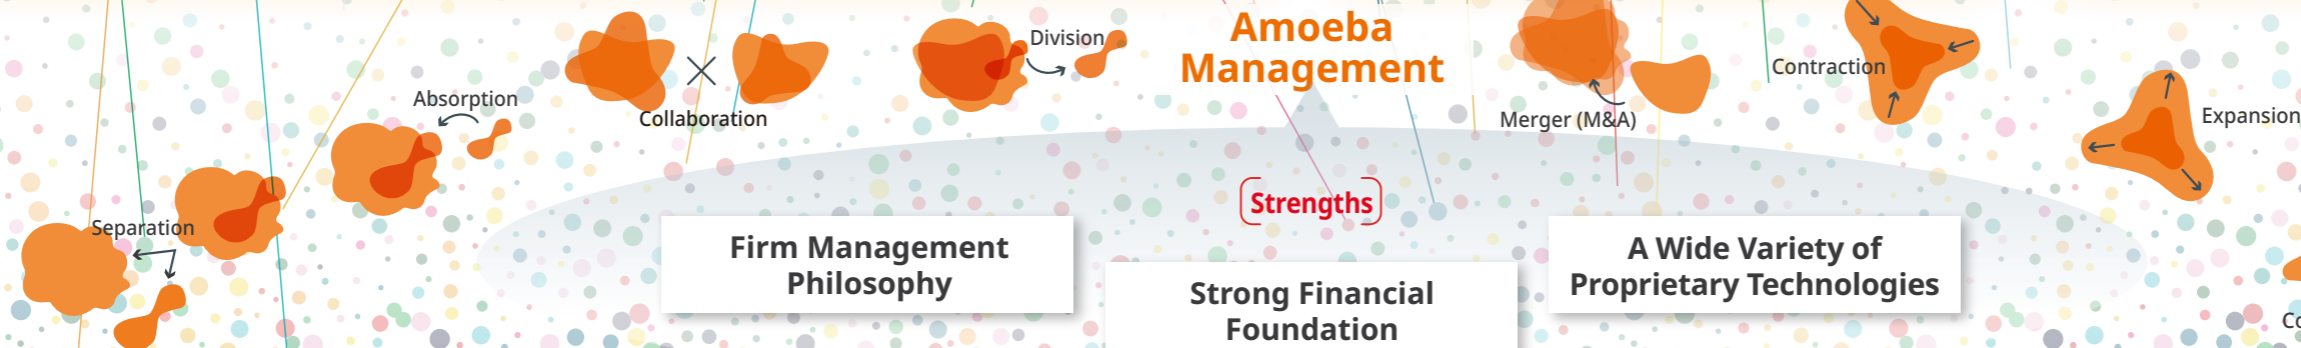 Amoeba
Management
Division
Absorption
Collaboration
Separation
Merger (M&A)
Contraction
Expansion
Strengths
Firm Management
Philosophy
Strong Financial
Foundation
A Wide Variety of
Proprietary Technologies